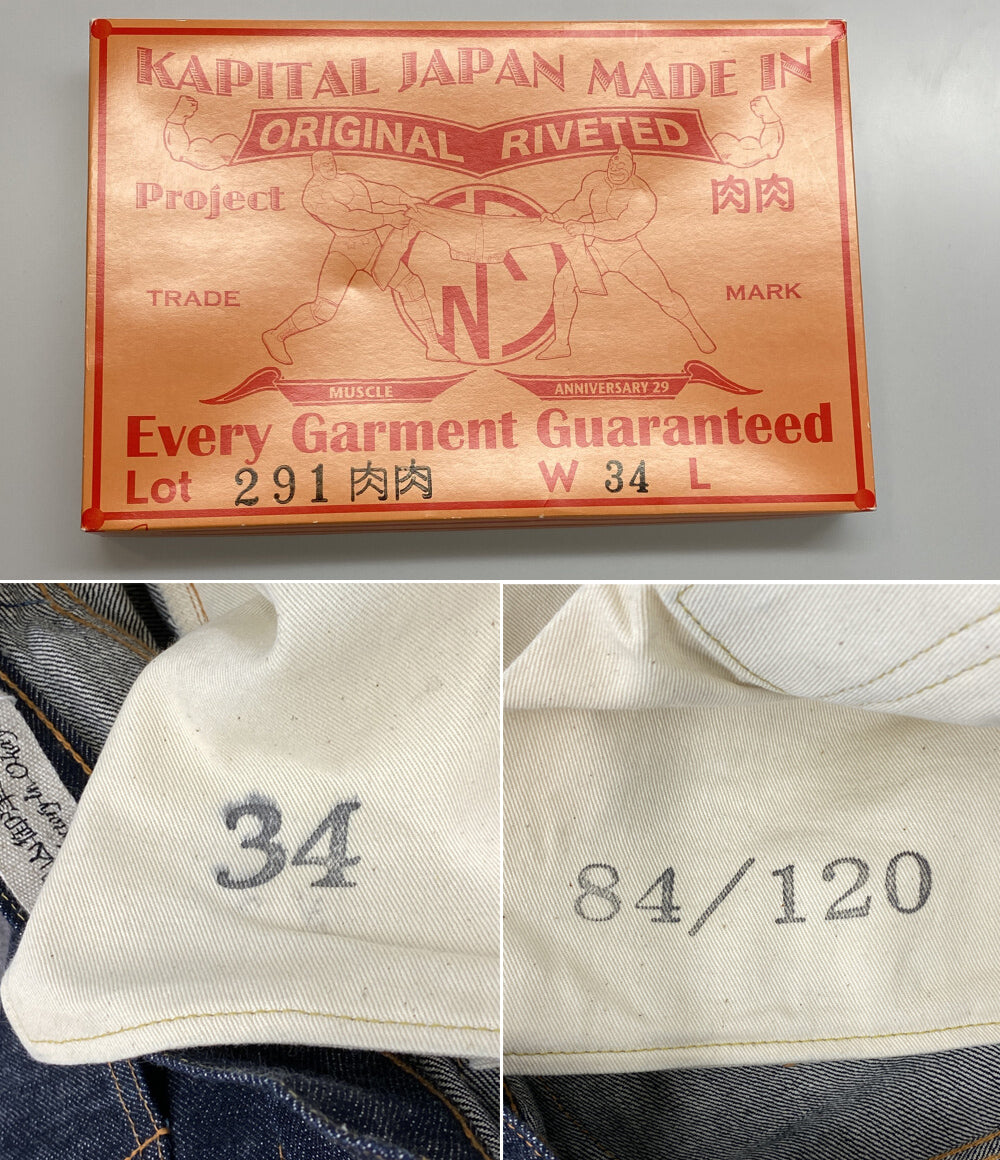 KAPITAL JAPAN MADE IN
ORIGINAL RIVETED
Project 肉肉
TRADE MARK
MUSCLE ANNIVERSARY 29
Every Garment Guaranteed
Lot 291 肉肉 W 34 L
34
84/120